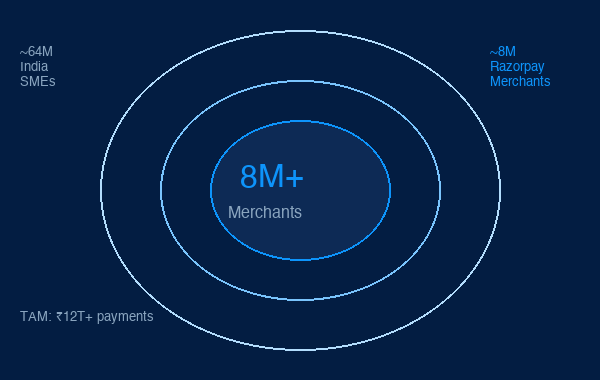 ~64M
India
SMEs
~8M
Razorpay
Merchants
8M+
Merchants
TAM: ₹12T+ payments